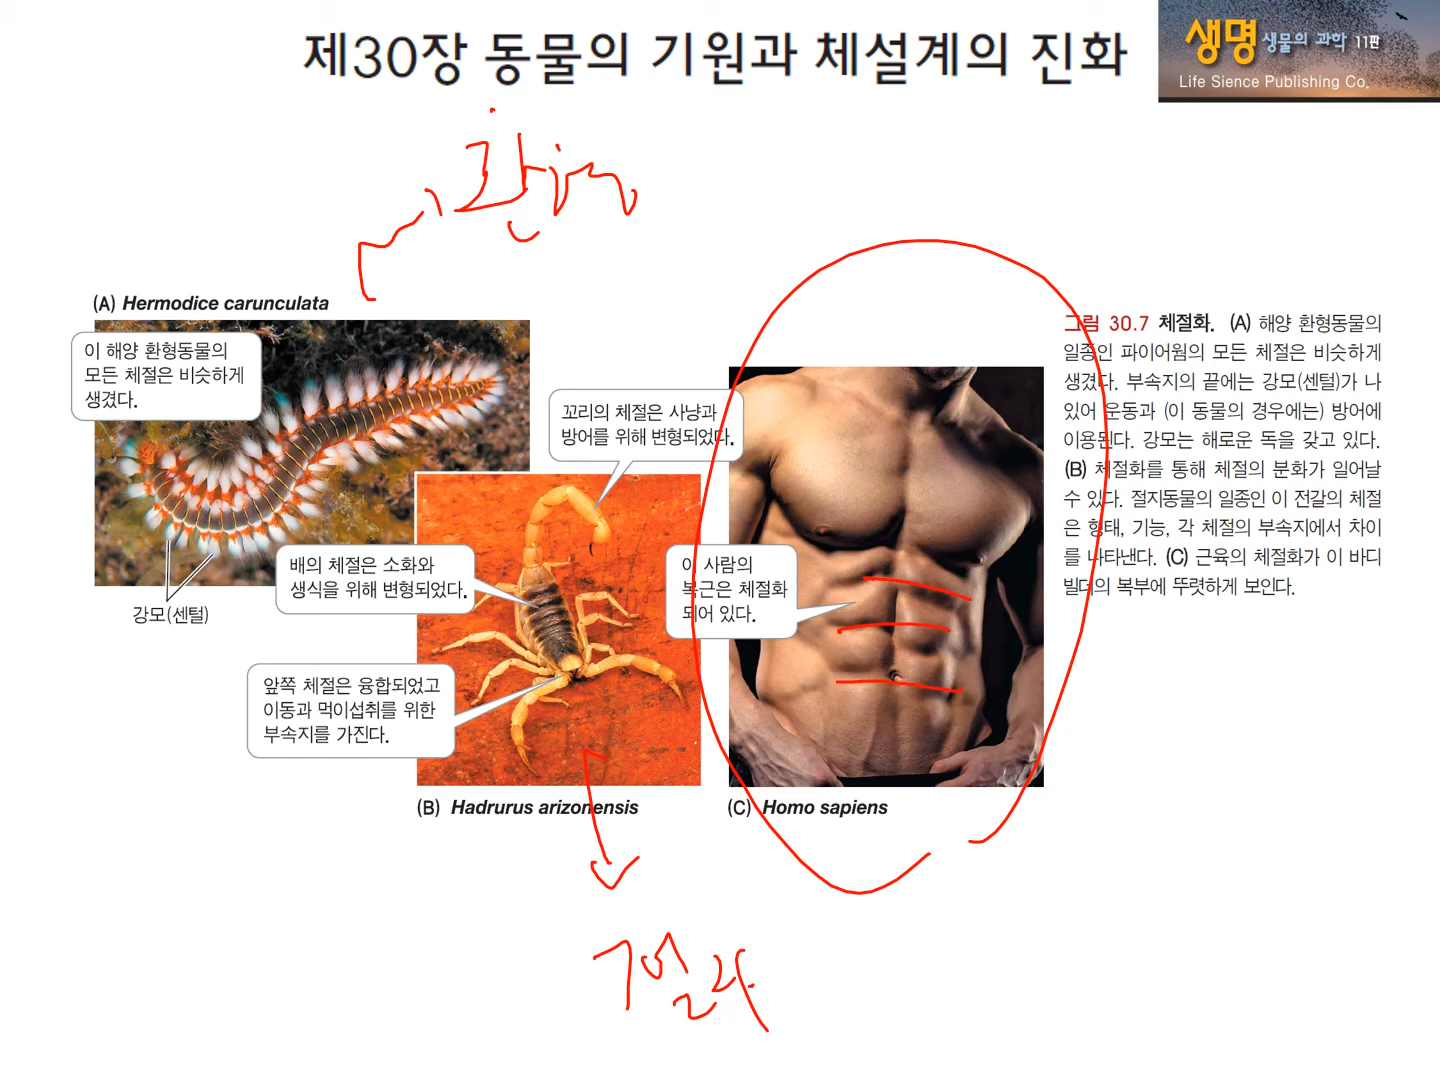 제30장 동물의 기원과 체설계의 진화
생명 생물의 과학 11판
Life Sience Publishing Co.
환형
(A) Hermodice carunculata
이 해양 환형동물의
모든 체절은 비슷하게
생겼다.
강모(센털)
꼬리의 체절은 사냥과
방어를 위해 변형되었다.
배의 체절은 소화와
생식을 위해 변형되었다.
앞쪽 체절은 융합되었고
이동과 먹이섭취를 위한
부속지를 가진다.
(B) Hadrurus arizonensis
이 사람의
복근은 체절화
되어 있다.
(C) Homo sapiens
그림 30.7 체절화. (A) 해양 환형동물의
일종인 파이어웜의 모든 체절은 비슷하게
생겼다. 부속지의 끝에는 강모(센털)가 나
있어 운동과 (이 동물의 경우에는) 방어에
이용된다. 강모는 해로운 독을 갖고 있다.
(B) 체절화를 통해 체절의 분화가 일어날
수 있다. 절지동물의 일종인 이 전갈의 체절
은 형태, 기능, 각 체절의 부속지에서 차이
를 나타낸다. (C) 근육의 체절화가 이 바디
빌더의 복부에 뚜렷하게 보인다.